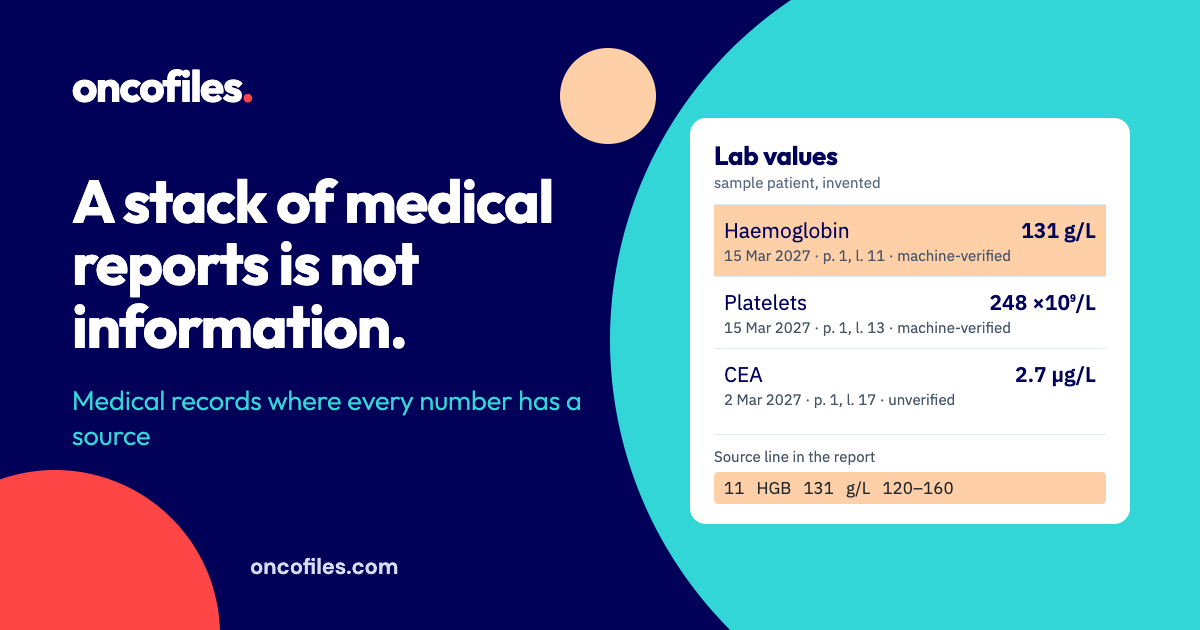 oncofiles.
A stack of medical
reports is not
information.
Medical records where every number has a
source
oncofiles.com
Lab values
sample patient, invented
Haemoglobin 131 g/L
15 Mar 2027 · p. 1, l. 11 · machine-verified
Platelets 248 ×10⁹/L
15 Mar 2027 · p. 1, l. 13 · machine-verified
CEA 2.7 µg/L
2 Mar 2027 · p. 1, l. 17 · unverified
Source line in the report
11 HGB 131 g/L 120–160